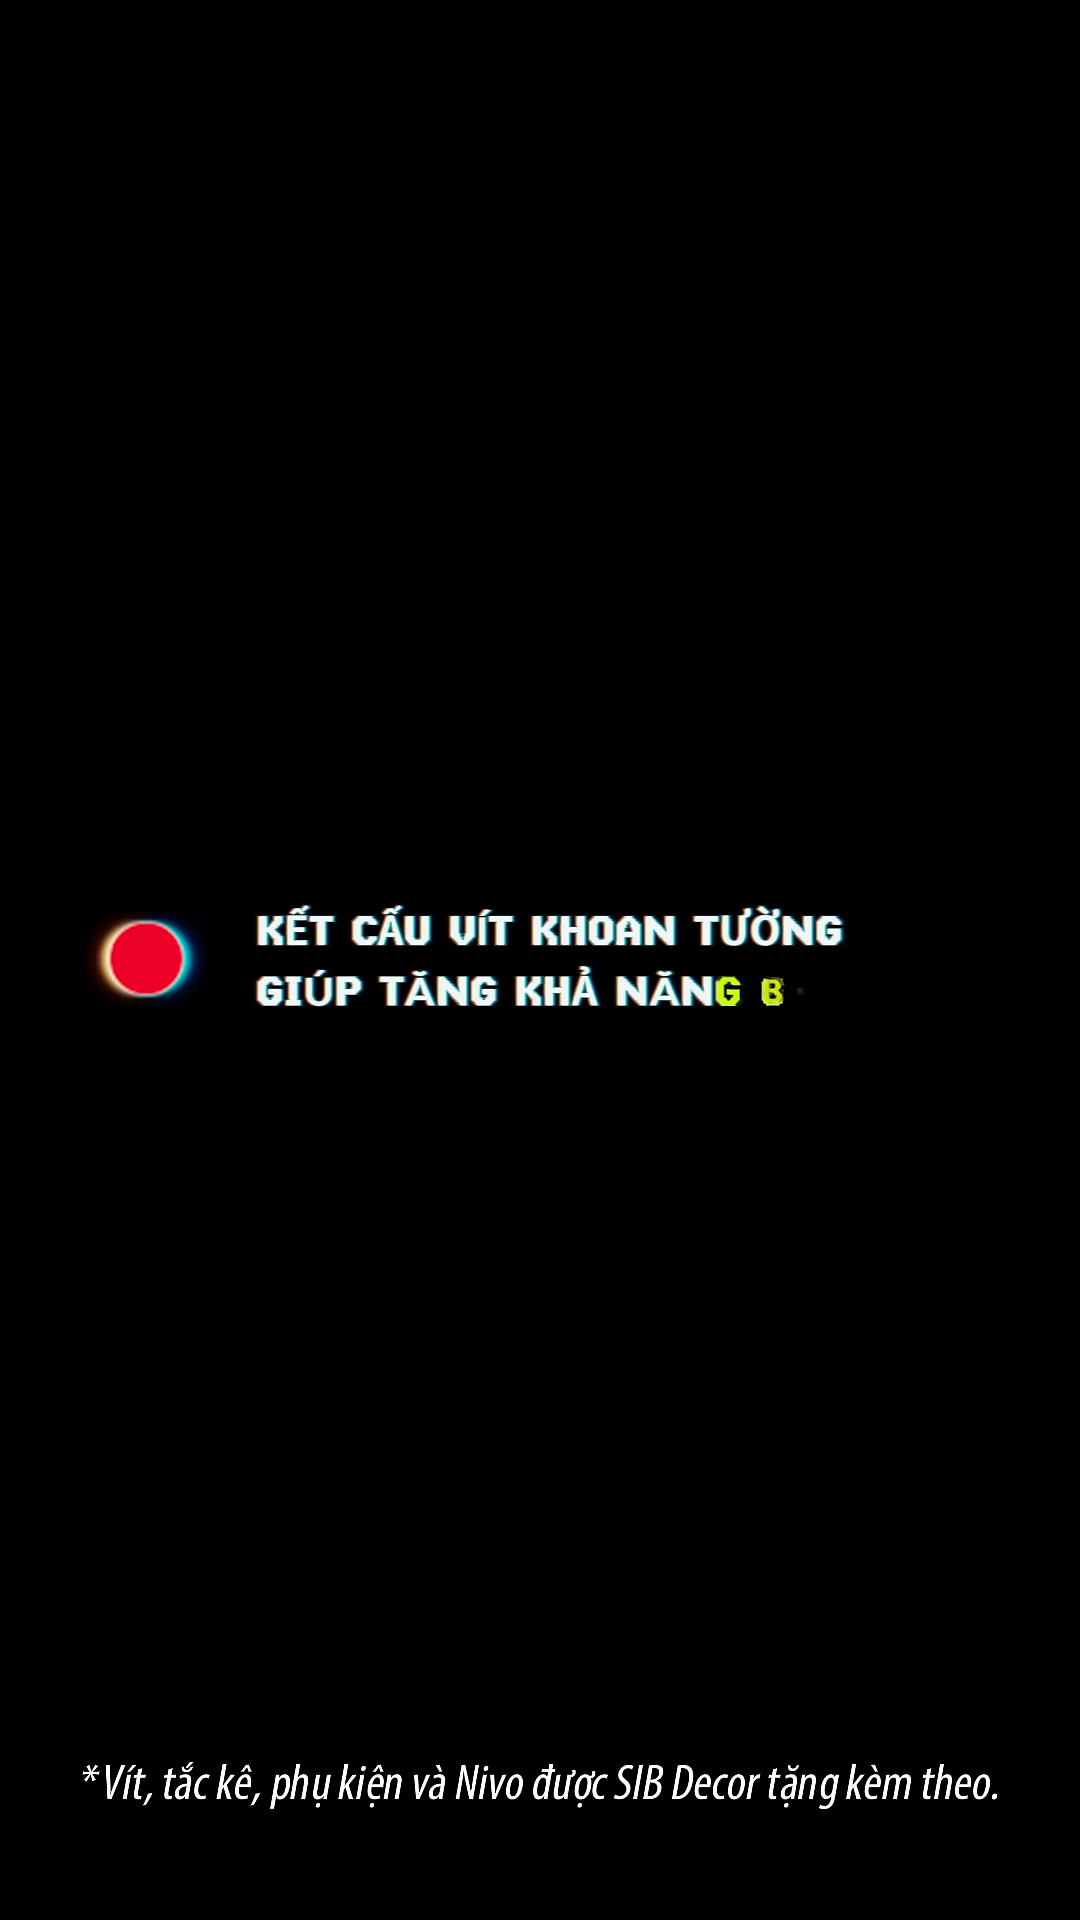 KẾT CẤU VÍT KHOAN TƯỜNG
GIÚP TĂNG KHẢ NĂNG B
* Vít, tắc kê, phụ kiện và Nivo được SIB Decor tặng kèm theo.